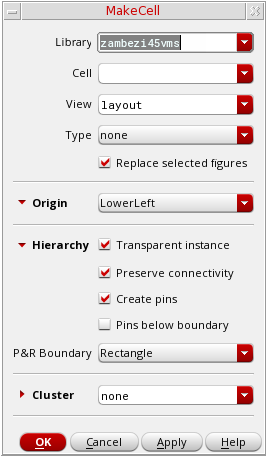 MakeCell
Library zambezi45vms
Cell
View layout
Type none
Replace selected figures
Origin LowerLeft
Hierarchy Transparent instance
Preserve connectivity
Create pins
Pins below boundary
P&R Boundary Rectangle
Cluster none
OK Cancel Apply Help